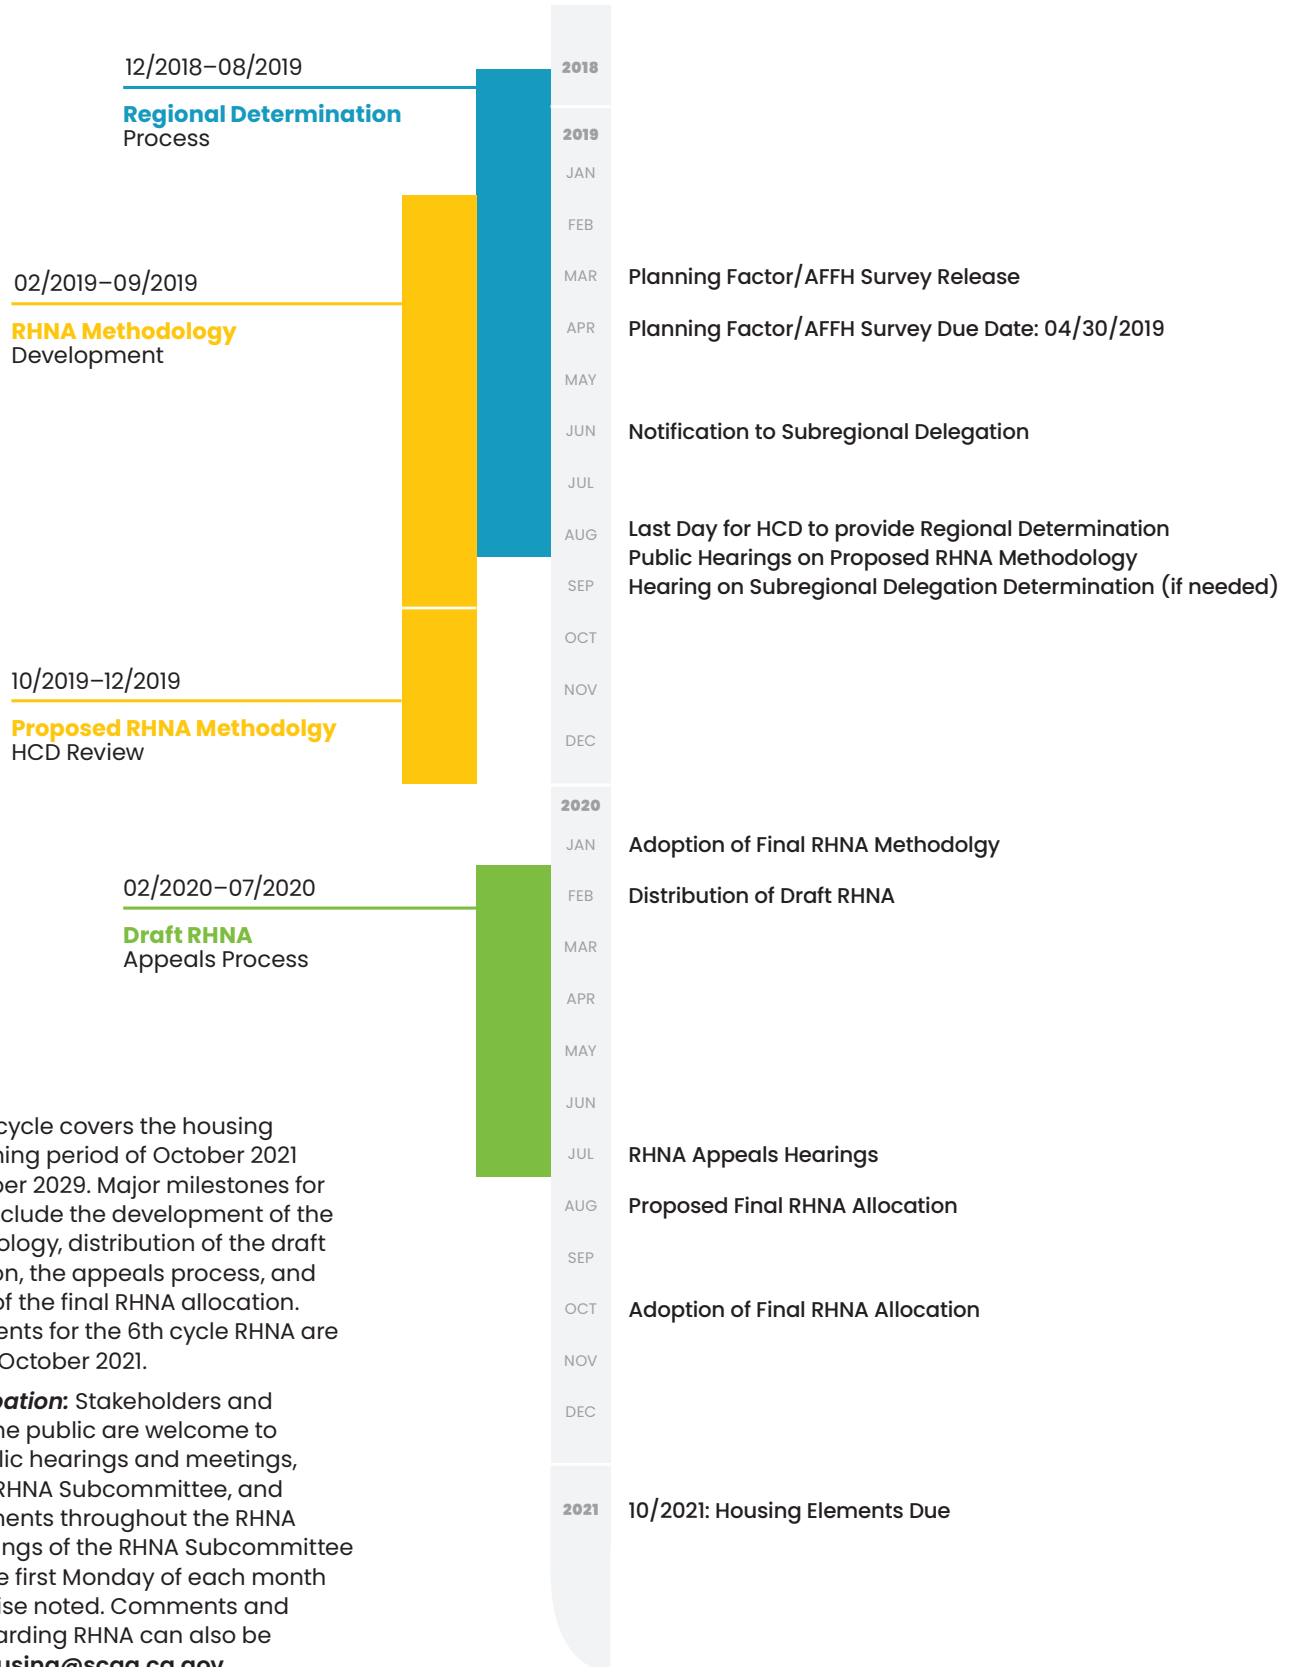 12/2018–08/2019
Regional Determination
Process
02/2019–09/2019
RHNA Methodology
Development
10/2019–12/2019
Proposed RHNA Methodolgy
HCD Review
02/2020–07/2020
Draft RHNA
Appeals Process
cycle covers the housing
ning period of October 2021
ber 2029. Major milestones for
clude the development of the
ology, distribution of the draft
on, the appeals process, and
of the final RHNA allocation.
ents for the 6th cycle RHNA are
October 2021.
pation: Stakeholders and
he public are welcome to
lic hearings and meetings,
RHNA Subcommittee, and
nents throughout the RHNA
ings of the RHNA Subcommittee
e first Monday of each month
ise noted. Comments and
arding RHNA can also be
using@scag.ca.gov
2018
2019
JAN
FEB
MAR Planning Factor/AFFH Survey Release
APR Planning Factor/AFFH Survey Due Date: 04/30/2019
MAY
JUN Notification to Subregional Delegation
JUL
AUG Last Day for HCD to provide Regional Determination
Public Hearings on Proposed RHNA Methodology
SEP Hearing on Subregional Delegation Determination (if needed)
OCT
NOV
DEC
2020
JAN Adoption of Final RHNA Methodolgy
FEB Distribution of Draft RHNA
MAR
APR
MAY
JUN
JUL RHNA Appeals Hearings
AUG Proposed Final RHNA Allocation
SEP
OCT Adoption of Final RHNA Allocation
NOV
DEC
2021 10/2021: Housing Elements Due